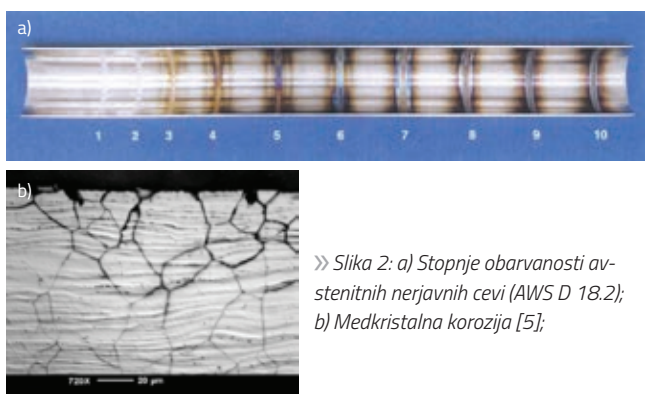 a)
1 2 3 4 5 6 7 8 9 10
b)
720X 20 µm
» Slika 2: a) Stopnje obarvanosti av-
stenitnih nerjavnih cevi (AWS D 18.2);
b) Medkristalna korozija [5];